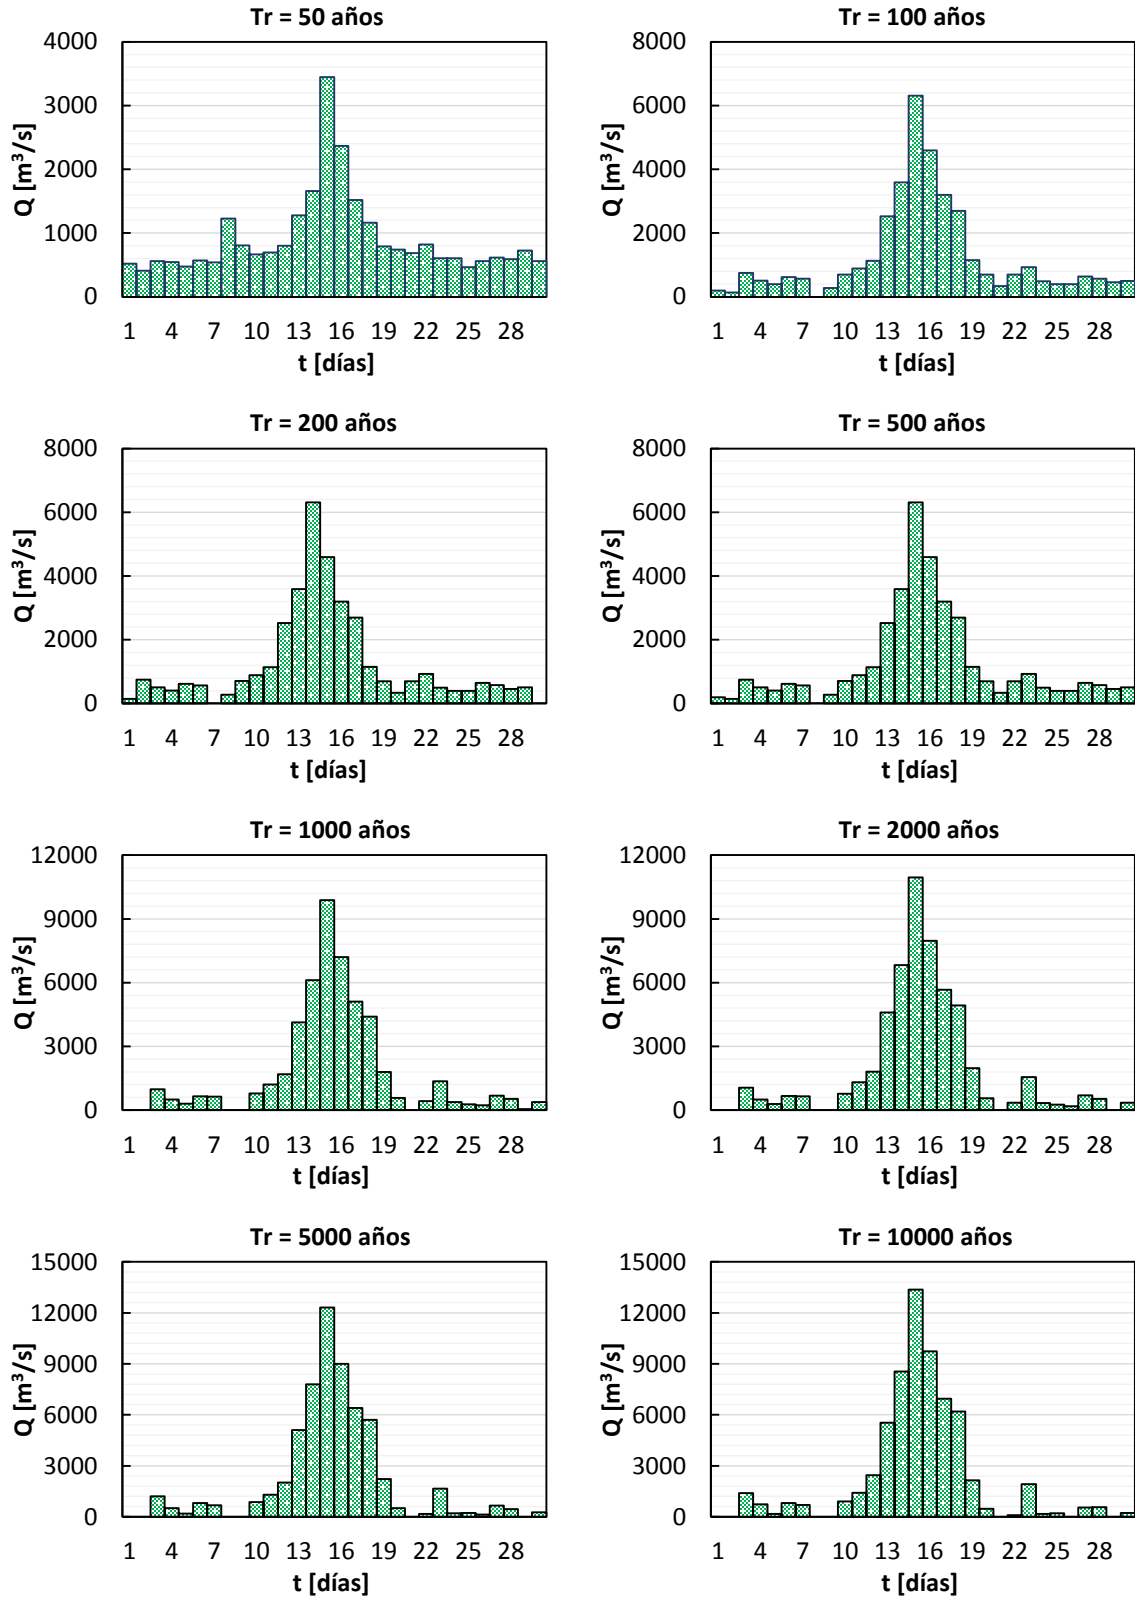 Tr = 50 años
Q [m³/s]
4000
3000
2000
1000
0
1 4 7 10 13 16 19 22 25 28
t [días]
Tr = 100 años
Q [m³/s]
8000
6000
4000
2000
0
1 4 7 10 13 16 19 22 25 28
t [días]
Tr = 200 años
Q [m³/s]
8000
6000
4000
2000
0
1 4 7 10 13 16 19 22 25 28
t [días]
Tr = 500 años
Q [m³/s]
8000
6000
4000
2000
0
1 4 7 10 13 16 19 22 25 28
t [días]
Tr = 1000 años
Q [m³/s]
12000
9000
6000
3000
0
1 4 7 10 13 16 19 22 25 28
t [días]
Tr = 2000 años
Q [m³/s]
12000
9000
6000
3000
0
1 4 7 10 13 16 19 22 25 28
t [días]
Tr = 5000 años
Q [m³/s]
15000
12000
9000
6000
3000
0
1 4 7 10 13 16 19 22 25 28
t [días]
Tr = 10000 años
Q [m³/s]
15000
12000
9000
6000
3000
0
1 4 7 10 13 16 19 22 25 28
t [días]